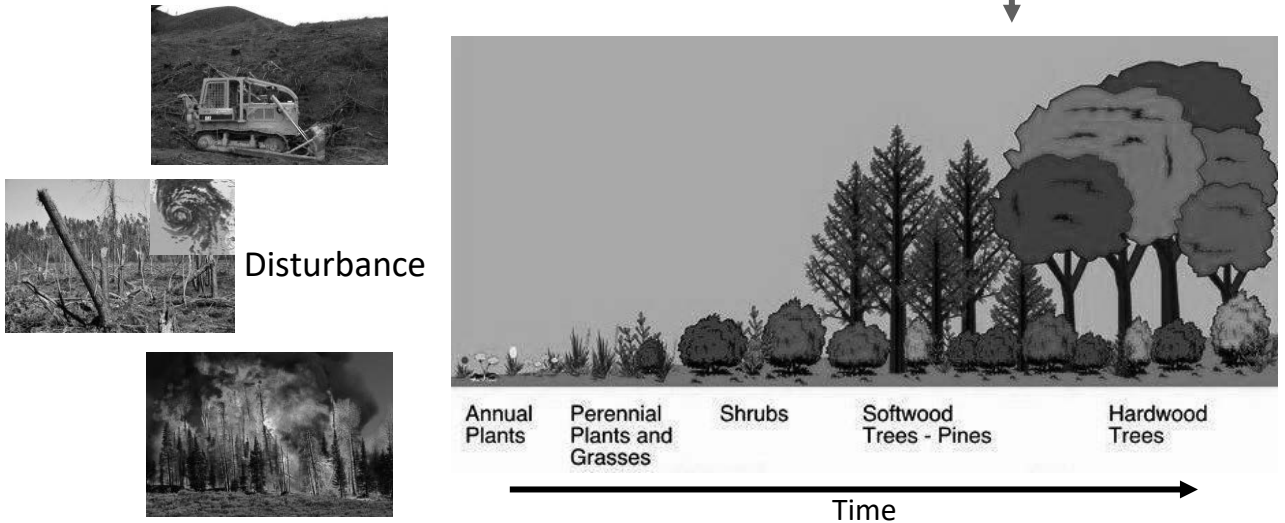 Disturbance
Annual
Plants
Perennial
Plants and
Grasses
Shrubs
Softwood
Trees - Pines
Hardwood
Trees
Time